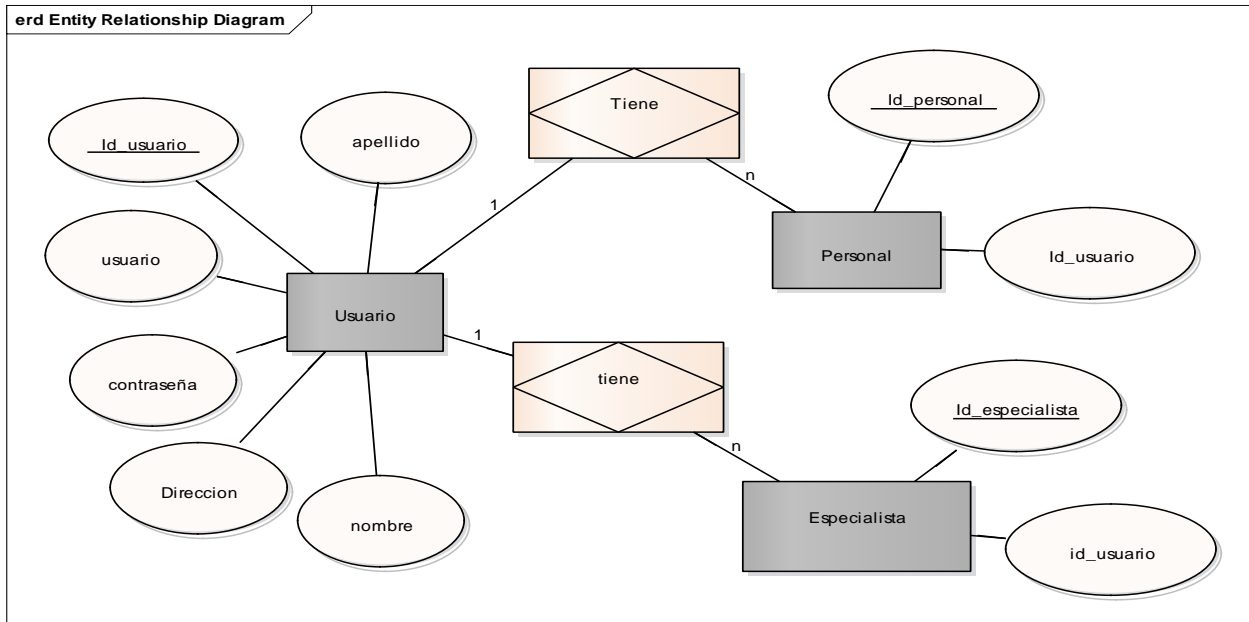 erd Entity Relationship Diagram
Tiene
Id_personal
Id_usuario
apellido
n
1
usuario
Personal
Id_usuario
Usuario
1
tiene
contraseña
Id_especialista
n
Direccion
nombre
Especialista
id_usuario